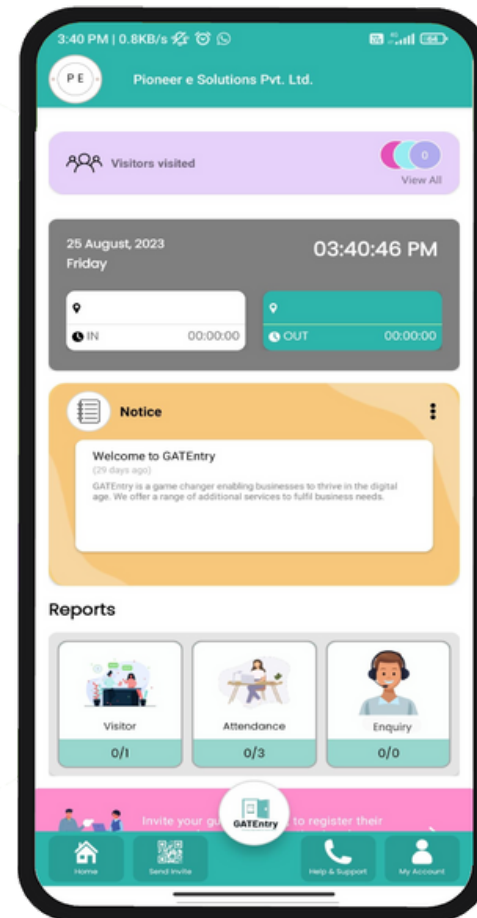 3:40 PM | 0.8KB/s
4G
64
P E
Pioneer e Solutions Pvt. Ltd.
Visitors visited
0
View All
25 August, 2023
Friday
03:40:46 PM
IN 00:00:00
OUT 00:00:00
Notice
Welcome to GATEntry
(29 days ago)
GATEntry is a game changer enabling businesses to thrive in the digital
age. We offer a range of additional services to fulfil business needs.
Reports
Visitor
0/1
Attendance
0/3
Enquiry
0/0
Invite your to register their
GATEntry
Home
Send Invite
Help & Support
My Account